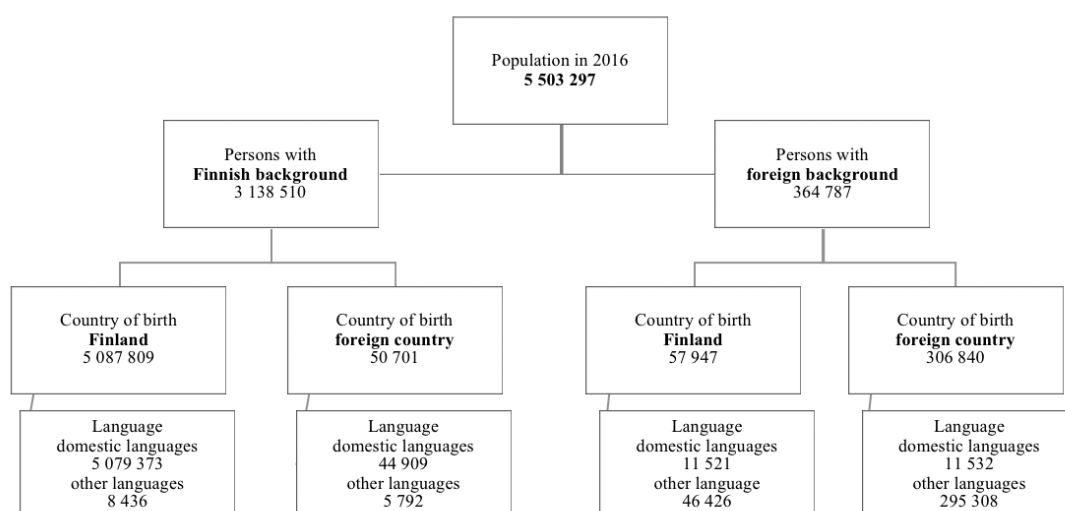 Population in 2016
5 503 297
Persons with
Finnish background
3 138 510
Persons with
foreign background
364 787
Country of birth
Finland
5 087 809
Country of birth
foreign country
50 701
Country of birth
Finland
57 947
Country of birth
foreign country
306 840
Language
domestic languages
5 079 373
other languages
8 436
Language
domestic languages
44 909
other languages
5 792
Language
domestic languages
11 521
other language
46 426
Language
domestic languages
11 532
other languages
295 308